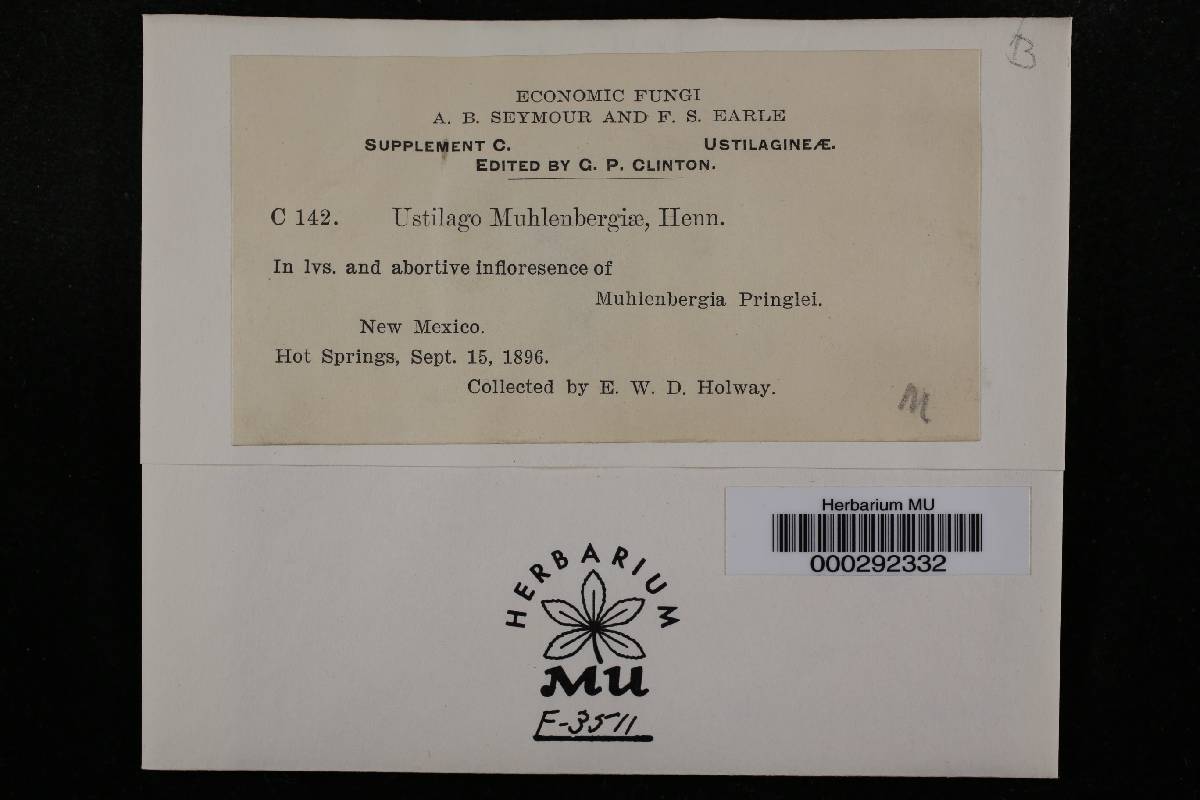 B
ECONOMIC FUNGI
A. B. SEYMOUR AND F. S. EARLE
SUPPLEMENT C. USTILAGINEÆ.
EDITED BY G. P. CLINTON.
C 142. Ustilago Muhlenbergiæ, Henn.
In lvs. and abortive infloresence of
Muhlenbergia Pringlei.
New Mexico.
Hot Springs, Sept. 15, 1896.
Collected by E. W. D. Holway.
M
Herbarium MU
000292332
HERBARIUM
MU
F-3511